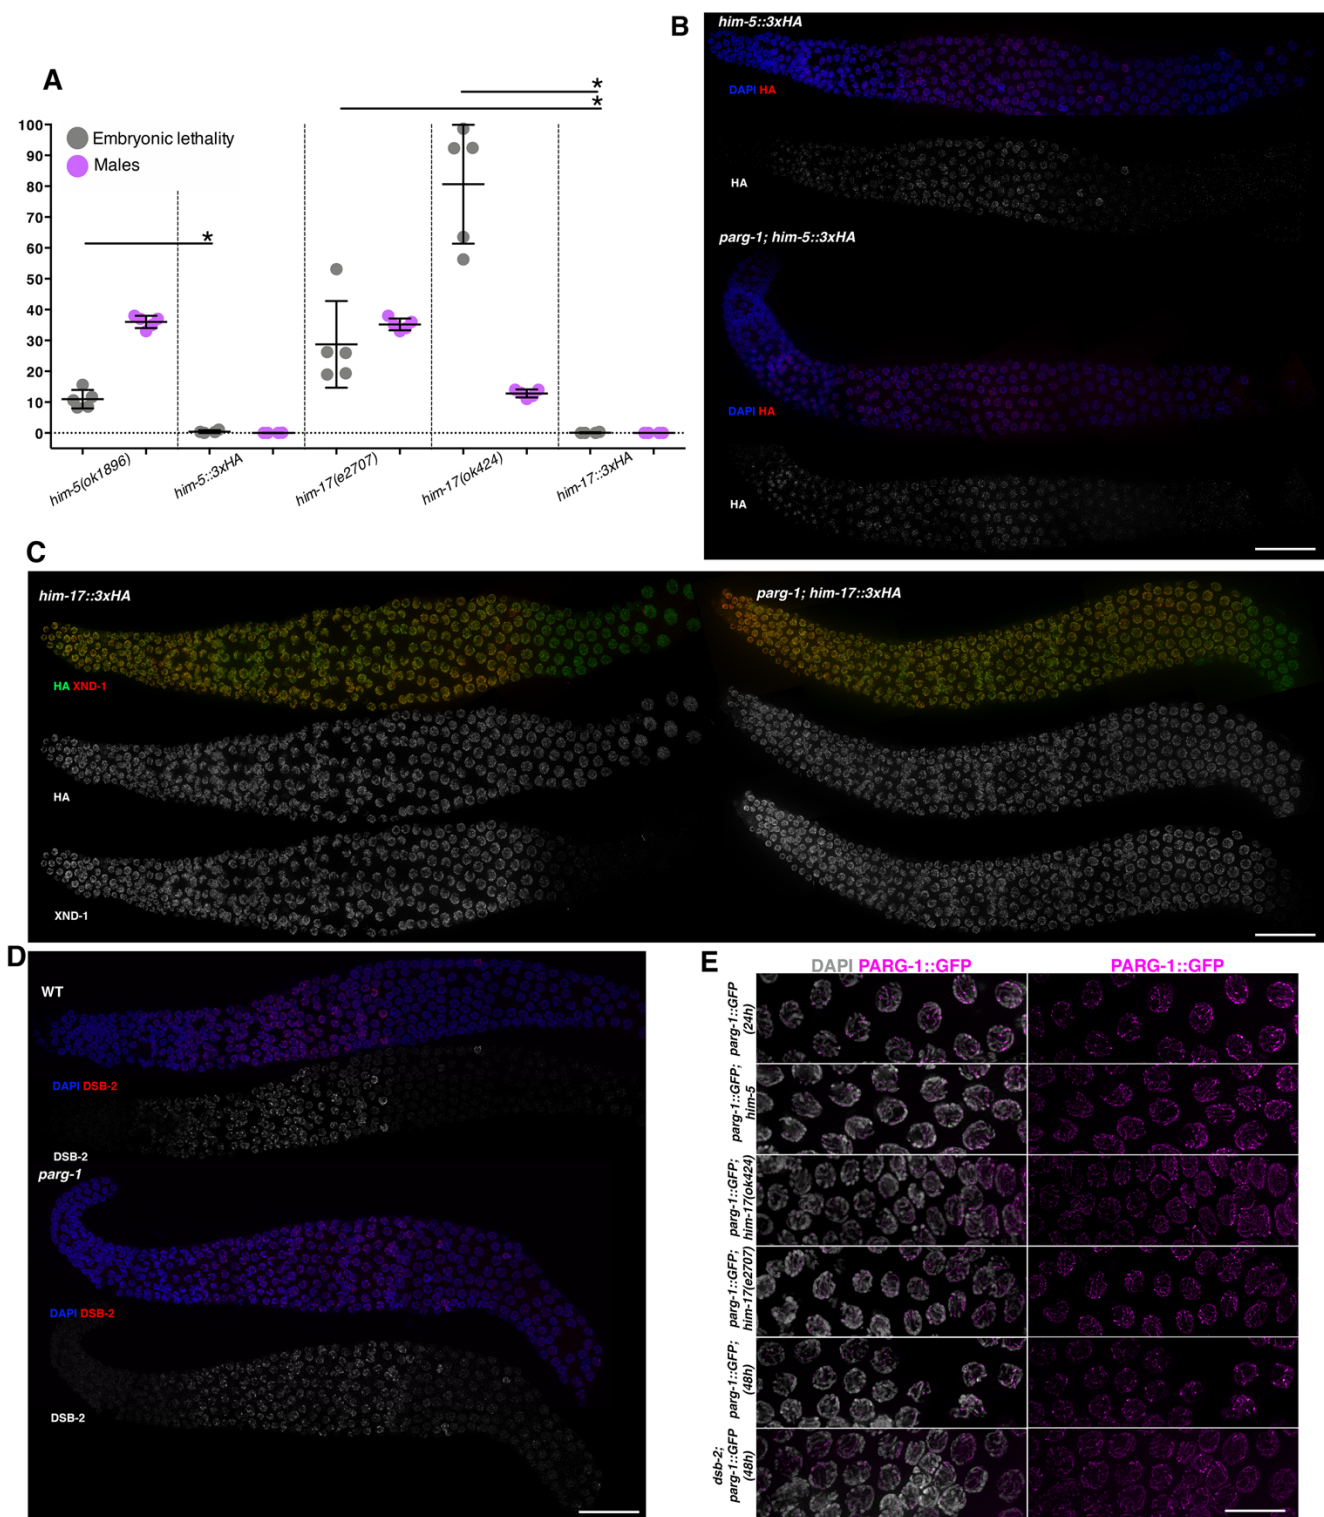 A
Embryonic lethality
Males
*
*
*
100
90
80
70
60
50
40
30
20
10
0
him-5(ok1896)
him-5::3xHA
him-17(e2707)
him-17(ok424)
him-17::3xHA
B
him-5::3xHA
DAPI HA
HA
parg-1; him-5::3xHA
DAPI HA
HA
C
him-17::3xHA
parg-1; him-17::3xHA
HA XND-1
HA
XND-1
D
WT
DAPI DSB-2
DSB-2
parg-1
DAPI DSB-2
DSB-2
E
DAPI PARG-1::GFP
PARG-1::GFP
parg-1::GFP
(24h)
parg-1::GFP;
him-5
parg-1::GFP;
him-17(ok424)
parg-1::GFP;
him-17(e2707)
parg-1::GFP;
(48h)
dsb-2;
parg-1::GFP
(48h)